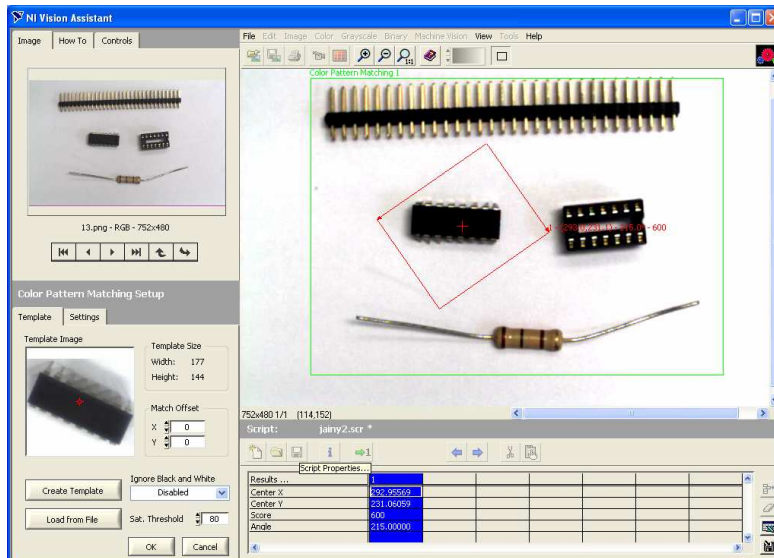 NI Vision Assistant
Image How To Controls
13.png - RGB - 752x480
Color Pattern Matching Setup
Template Settings
Template Image
Template Size
Width: 177
Height: 144
Match Offset
X 0
Y 0
Ignore Black and White
Create Template
Disabled
Load from File
Sat. Threshold 80
OK Cancel
File Edit Image Color Grayscale Binary Machine Vision View Tools Help
1:1
Color Pattern Matching 1
752x480 1/1 (114,152)
Script: jainy2.scr *
1
Script Properties...
Results ... 1
Center X 292.95569
Center Y 231.06059
Score 600
Angle 215.00000